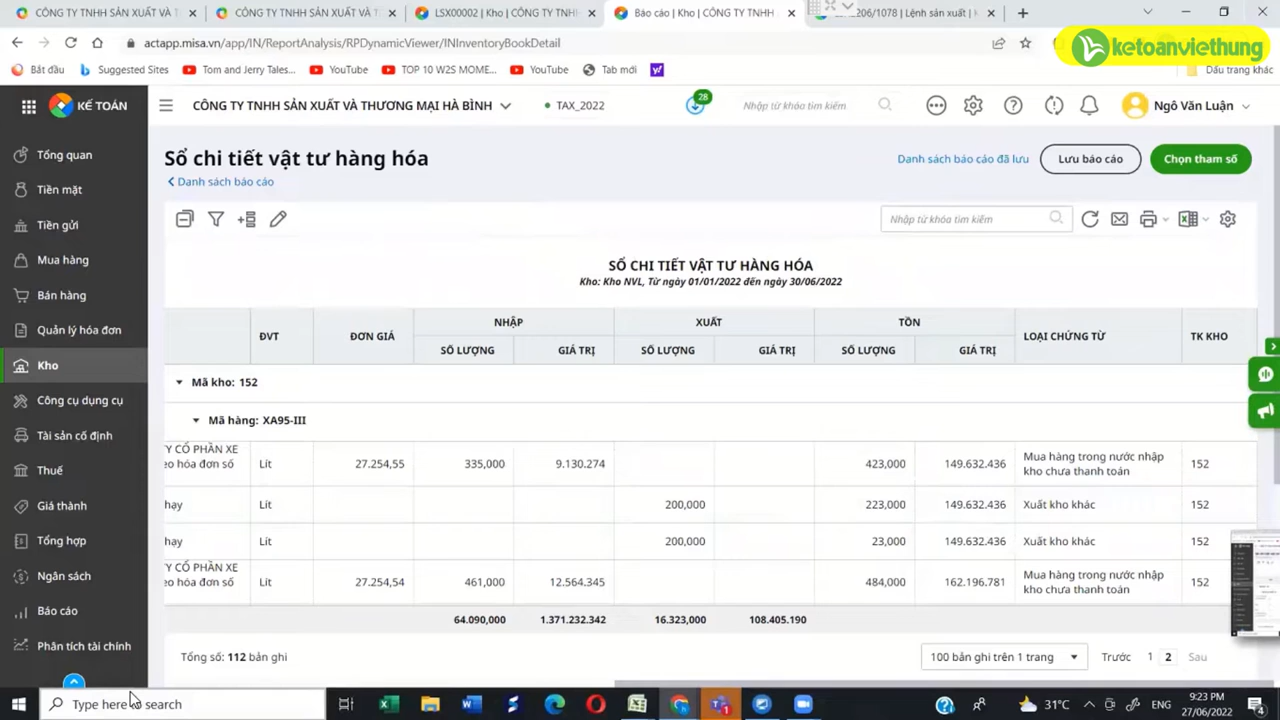 CÔNG TY TNHH SẢN XUẤT VÀ T
CÔNG TY TNHH SẢN XUẤT VÀ T
LSX00002 | Kho | CÔNG TY TNH
Báo cáo | Kho | CÔNG TY TNHH
206/1078 | Lệnh sản xuất |
actapp.misa.vn/app/IN/ReportAnalysis/RPDynamicViewer/INInventoryBookDetail
ketoanviethung
Bắt đầu
Suggested Sites
Tom and Jerry Tales...
YouTube
TOP 10 W2S MOME...
YouTube
Tab mới
Dấu trang khác
KẾ TOÁN
CÔNG TY TNHH SẢN XUẤT VÀ THƯƠNG MẠI HÀ BÌNH
TAX_2022
28
Nhập từ khóa tìm kiếm
Ngô Văn Luận
Tổng quan
Tiền mặt
Tiền gửi
Mua hàng
Bán hàng
Quản lý hóa đơn
Kho
Công cụ dụng cụ
Tài sản cố định
Thuế
Giá thành
Tổng hợp
Ngân sách
Báo cáo
Phân tích tài chính
Sổ chi tiết vật tư hàng hóa
Danh sách báo cáo
Danh sách báo cáo đã lưu
Lưu báo cáo
Chọn tham số
Nhập từ khóa tìm kiếm
SỔ CHI TIẾT VẬT TƯ HÀNG HÓA
Kho: Kho NVL, Từ ngày 01/01/2022 đến ngày 30/06/2022
ĐVT ĐƠN GIÁ NHẬP XUẤT TỒN LOẠI CHỨNG TỪ TK KHO
SỐ LƯỢNG GIÁ TRỊ SỐ LƯỢNG GIÁ TRỊ SỐ LƯỢNG GIÁ TRỊ
Mã kho: 152
Mã hàng: XA95-III
TY CỔ PHẦN XE
eo hóa đơn số Lít 27.254,55 335,000 9.130.274 423,000 149.632.436 Mua hàng trong nước nhập kho chưa thanh toán 152
hay Lít 200,000 223,000 149.632.436 Xuất kho khác 152
hay Lít 200,000 23,000 149.632.436 Xuất kho khác 152
TY CỔ PHẦN XE
eo hóa đơn số Lít 27.254,54 461,000 12.564.345 484,000 162.196.781 Mua hàng trong nước nhập kho chưa thanh toán 152
64.090,000 .371.232.342 16.323,000 108.405.190
Tổng số: 112 bản ghi
100 bản ghi trên 1 trang
Trước 1 2 Sau
Type here to search
31°C
ENG
9:23 PM
27/06/2022
4